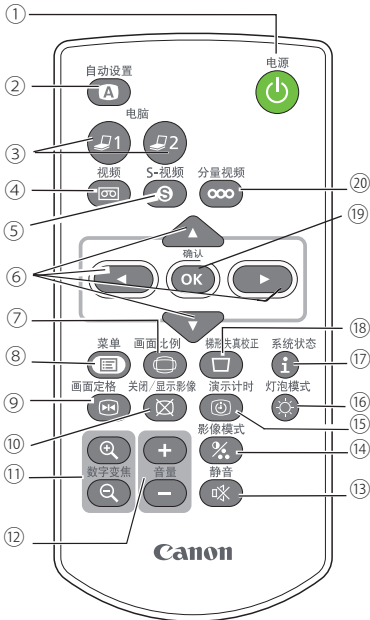 ①
电源
自动设置
② A
电脑
③ 1 2
视频 S-视频 分量视频
④ S ⑳
⑤ ⑲
确认
⑥ OK
⑦ ⑱
菜单 画面比例 梯形失真校正 系统状态
⑧ i ⑰
画面定格 关闭/显示影像 演示计时 灯泡模式
⑨ ⑯
⑩ ⑮
影像模式
⑪ + ⑭
数字变焦 音量 静音
⑫ − ⑬
Canon